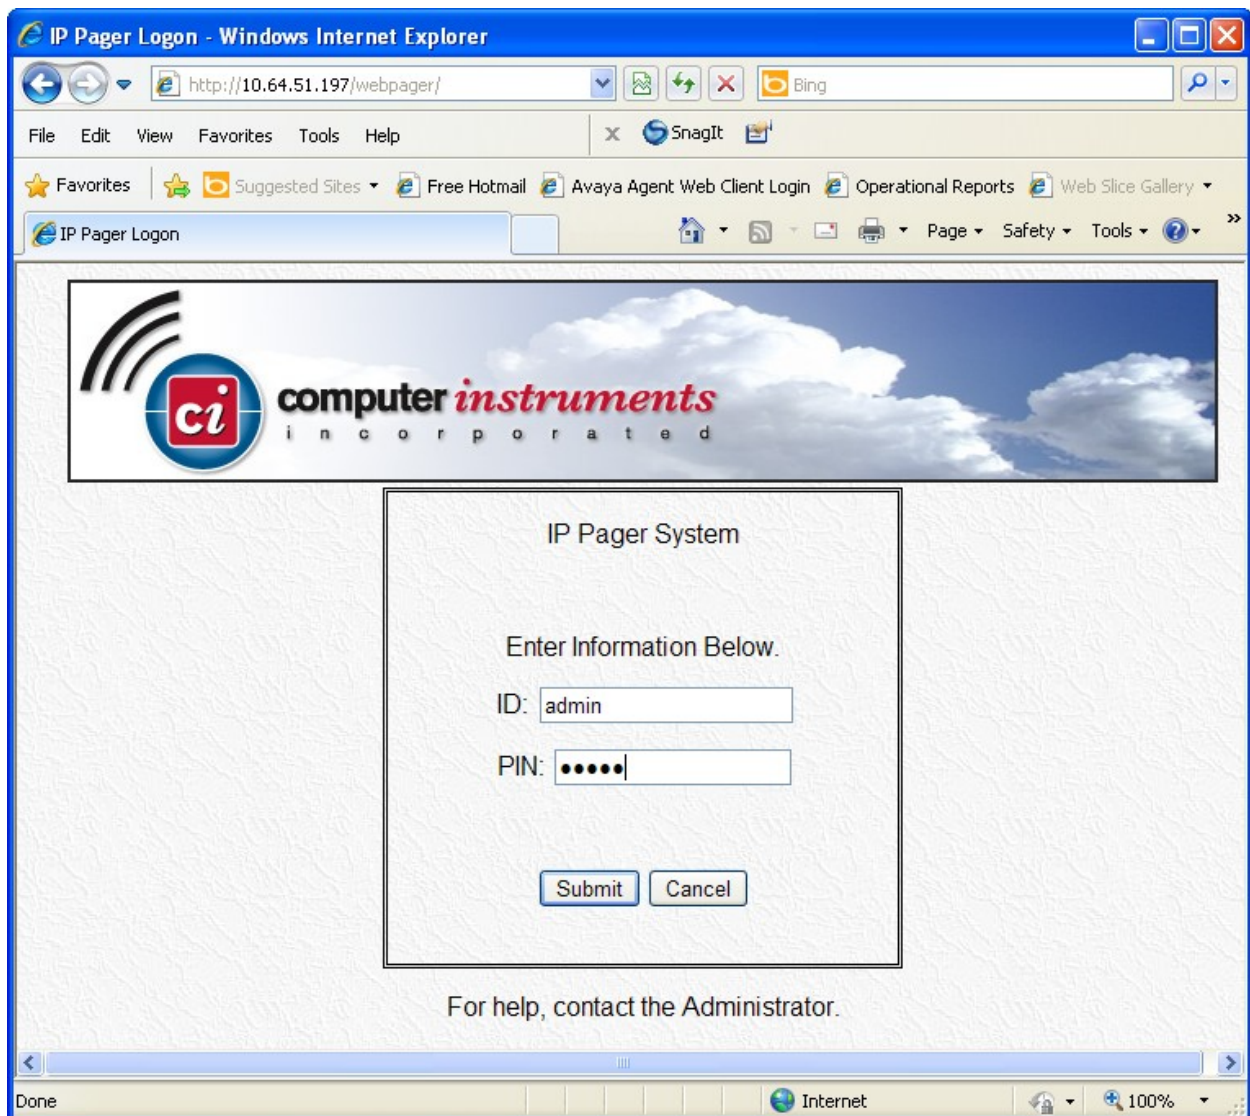 IP Pager Logon - Windows Internet Explorer
http://10.64.51.197/webpager/
Bing
File Edit View Favorites Tools Help
x SnagIt
Favorites Suggested Sites Free Hotmail Avaya Agent Web Client Login Operational Reports Web Slice Gallery
IP Pager Logon
Page Safety Tools »
ci
computer instruments
incorporated
IP Pager System
Enter Information Below.
ID: admin
PIN: •••••
Submit Cancel
For help, contact the Administrator.
Done Internet 100%